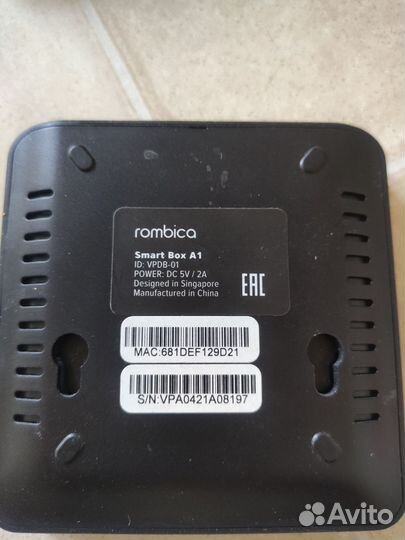 rombica
Smart Box A1
ID: VPDB-01
POWER: DC 5V / 2A
Designed in Singapore
Manufactured in China
EAC
MAC:681DEF129D21
S/N:VPA0421A08197
Avito